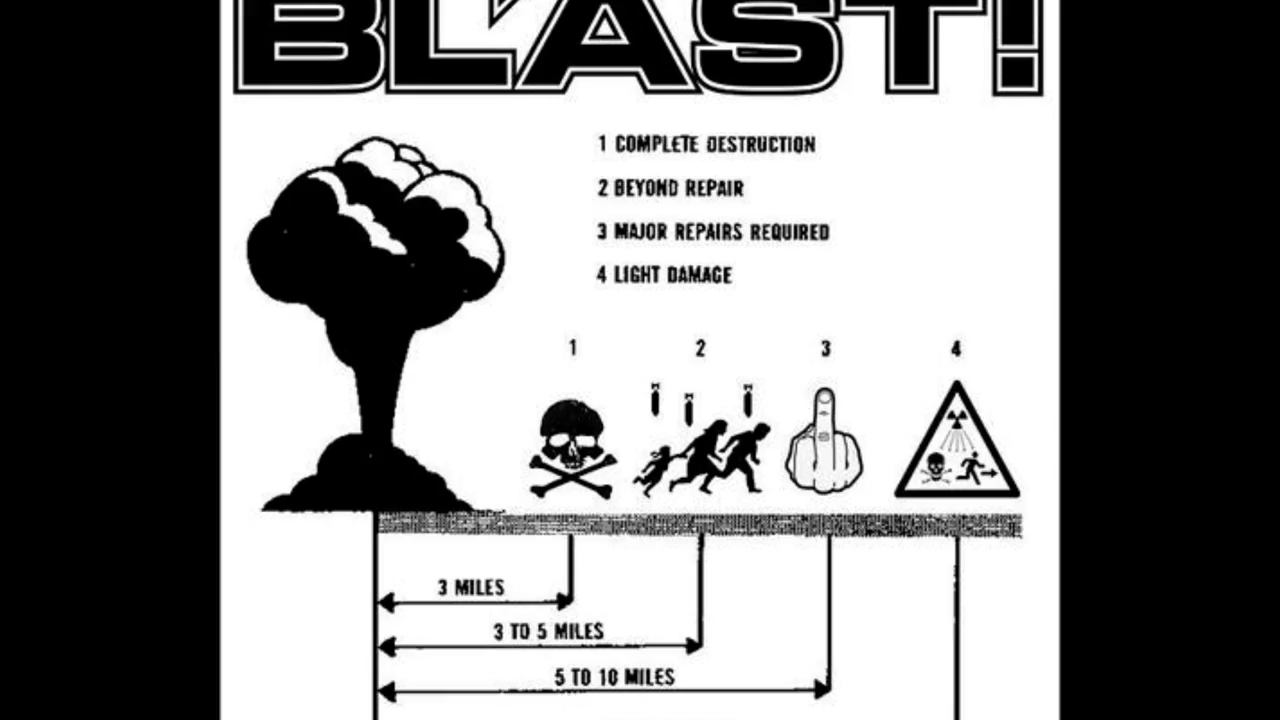 BLAST!
1 COMPLETE DESTRUCTION
2 BEYOND REPAIR
3 MAJOR REPAIRS REQUIRED
4 LIGHT DAMAGE
1 2 3 4
3 MILES
3 TO 5 MILES
5 TO 10 MILES